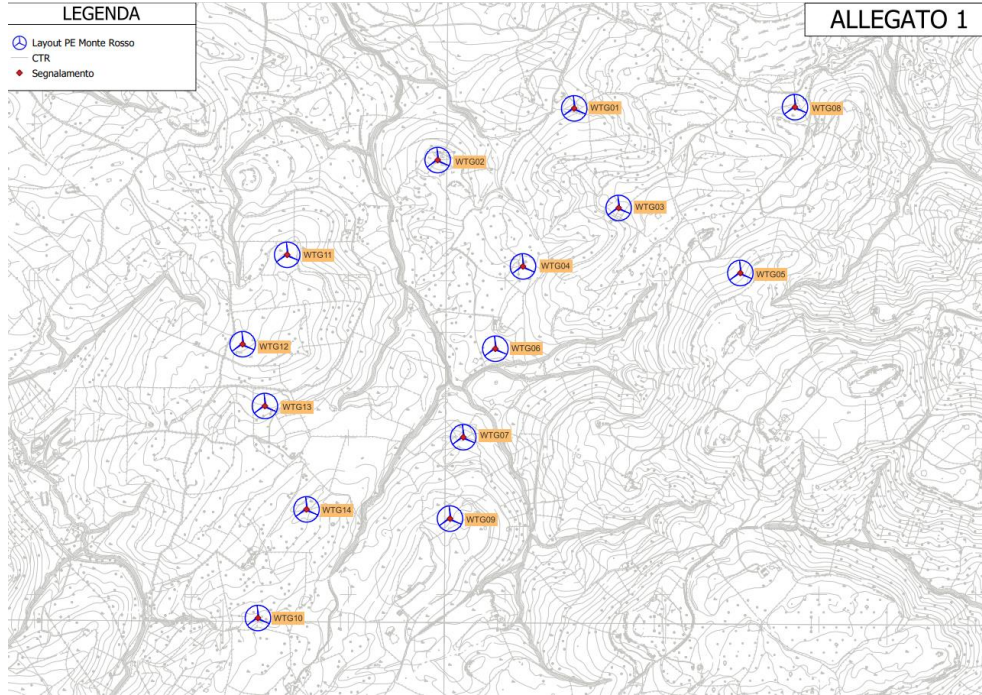 LEGENDA
Layout PE Monte Rosso
CTR
Segnalamento
ALLEGATO 1
WTG01
WTG08
WTG02
WTG03
WTG11
WTG04
WTG05
WTG12
WTG06
WTG13
WTG07
WTG14
WTG09
WTG10